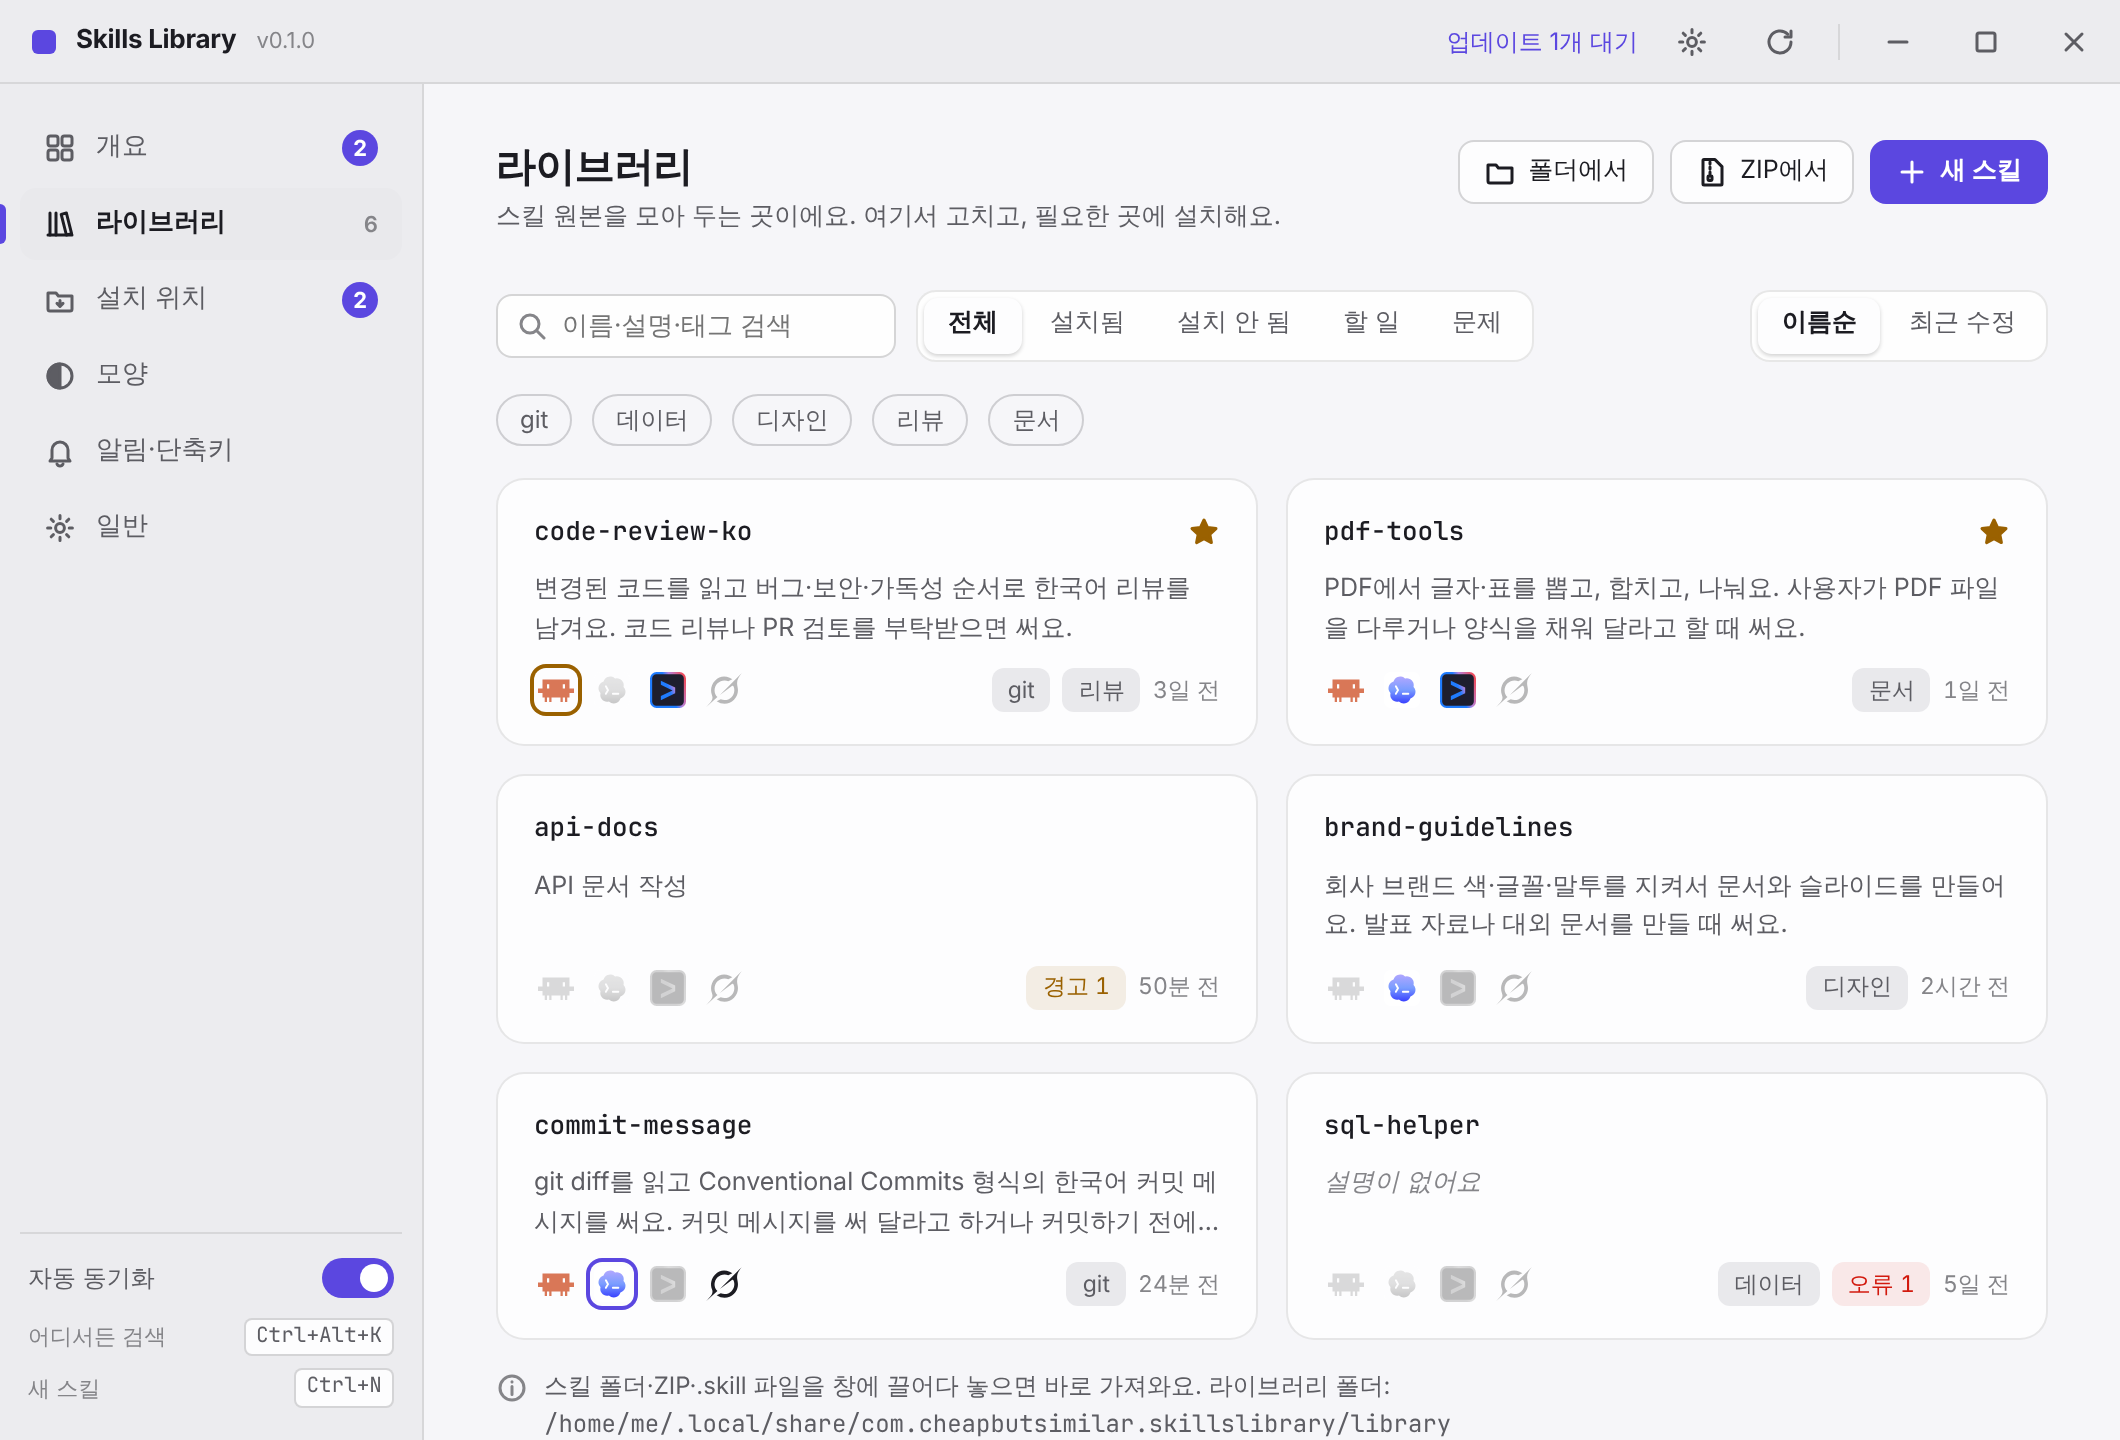 Skills Library v0.1.0
업데이트 1개 대기
개요 2
라이브러리 6
설치 위치 2
모양
알림·단축키
일반
자동 동기화
어디서든 검색 Ctrl+Alt+K
새 스킬 Ctrl+N
라이브러리
스킬 원본을 모아 두는 곳이에요. 여기서 고치고, 필요한 곳에 설치해요.
폴더에서 ZIP에서 새 스킬
이름·설명·태그 검색
전체 설치됨 설치 안 됨 할 일 문제
이름순 최근 수정
git 데이터 디자인 리뷰 문서
code-review-ko
변경된 코드를 읽고 버그·보안·가독성 순서로 한국어 리뷰를
남겨요. 코드 리뷰나 PR 검토를 부탁받으면 써요.
git 리뷰 3일 전
pdf-tools
PDF에서 글자·표를 뽑고, 합치고, 나눠요. 사용자가 PDF 파일
을 다루거나 양식을 채워 달라고 할 때 써요.
문서 1일 전
api-docs
API 문서 작성
경고 1 50분 전
brand-guidelines
회사 브랜드 색·글꼴·말투를 지켜서 문서와 슬라이드를 만들어
요. 발표 자료나 대외 문서를 만들 때 써요.
디자인 2시간 전
commit-message
git diff를 읽고 Conventional Commits 형식의 한국어 커밋 메
시지를 써요. 커밋 메시지를 써 달라고 하거나 커밋하기 전에...
git 24분 전
sql-helper
설명이 없어요
데이터 오류 1 5일 전
스킬 폴더·ZIP·.skill 파일을 창에 끌어다 놓으면 바로 가져와요. 라이브러리 폴더:
/home/me/.local/share/com.cheapbutsimilar.skillslibrary/library